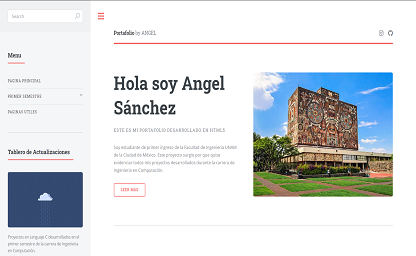 Search
Menu
PAGINA PRINCIPAL
PRIMER SEMESTRE
PAGINAS UTILES
Tablero de Actualizaciones
Proyectos en Lenguaje C desarrollados en el
primer semestre de la carrera de Ingeniería
en Computación.
Portafolio by ANGEL
Hola soy Angel
Sánchez
ESTE ES MI PORTAFOLIO DESARROLLADO EN HTML5
Soy estudiante de primer ingreso de la Facultad de Ingeniería UNAM
de la Ciudad de México. Este proyecto surgió por que quise
evidenciar todos mis proyectos desarrollados durante la carrera de
Ingeniería en Computación.
LEER MÁS